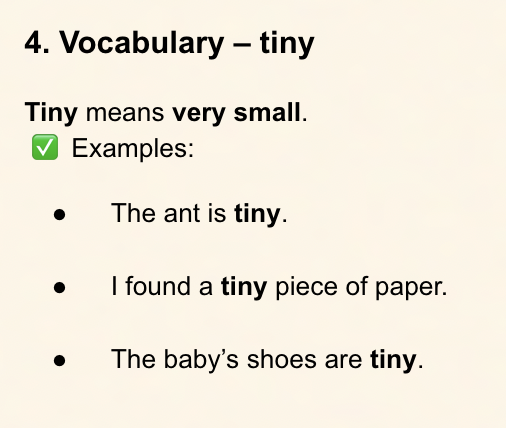 4. Vocabulary – tiny
Tiny means very small.
✅ Examples:
● The ant is tiny.
● I found a tiny piece of paper.
● The baby’s shoes are tiny.